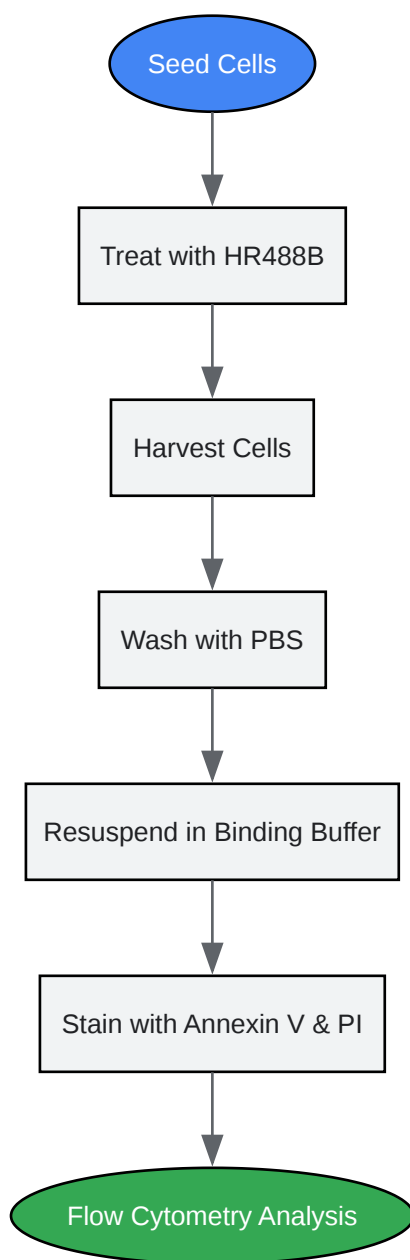 Seed Cells
Treat with HR488B
Harvest Cells
Wash with PBS
Resuspend in Binding Buffer
Stain with Annexin V & PI
Flow Cytometry Analysis